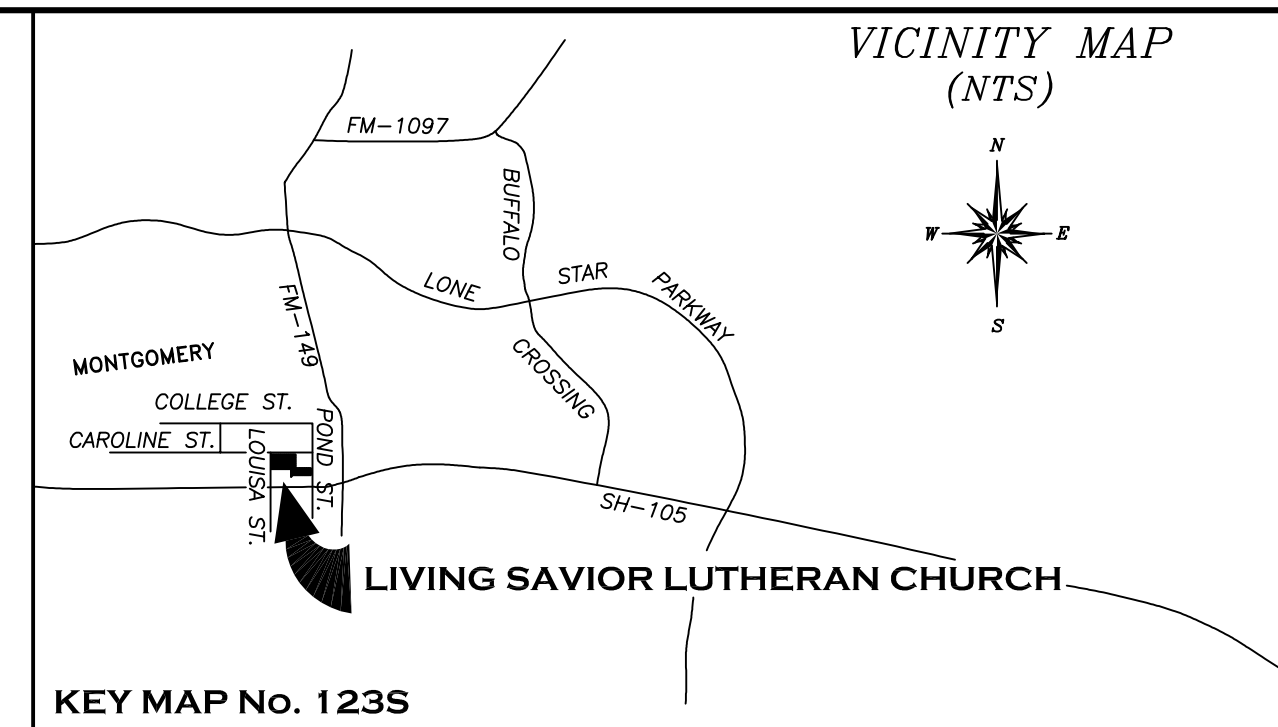 VICINITY MAP
(NTS)
FM-1097
N
W
E
S
BUFFALO
CROSSING
LONE
STAR
PARKWAY
FM-149
MONTGOMERY
COLLEGE ST.
CAROLINE ST.
LOUISA ST.
POND ST.
SH-105
LIVING SAVIOR LUTHERAN CHURCH
KEY MAP No. 123S